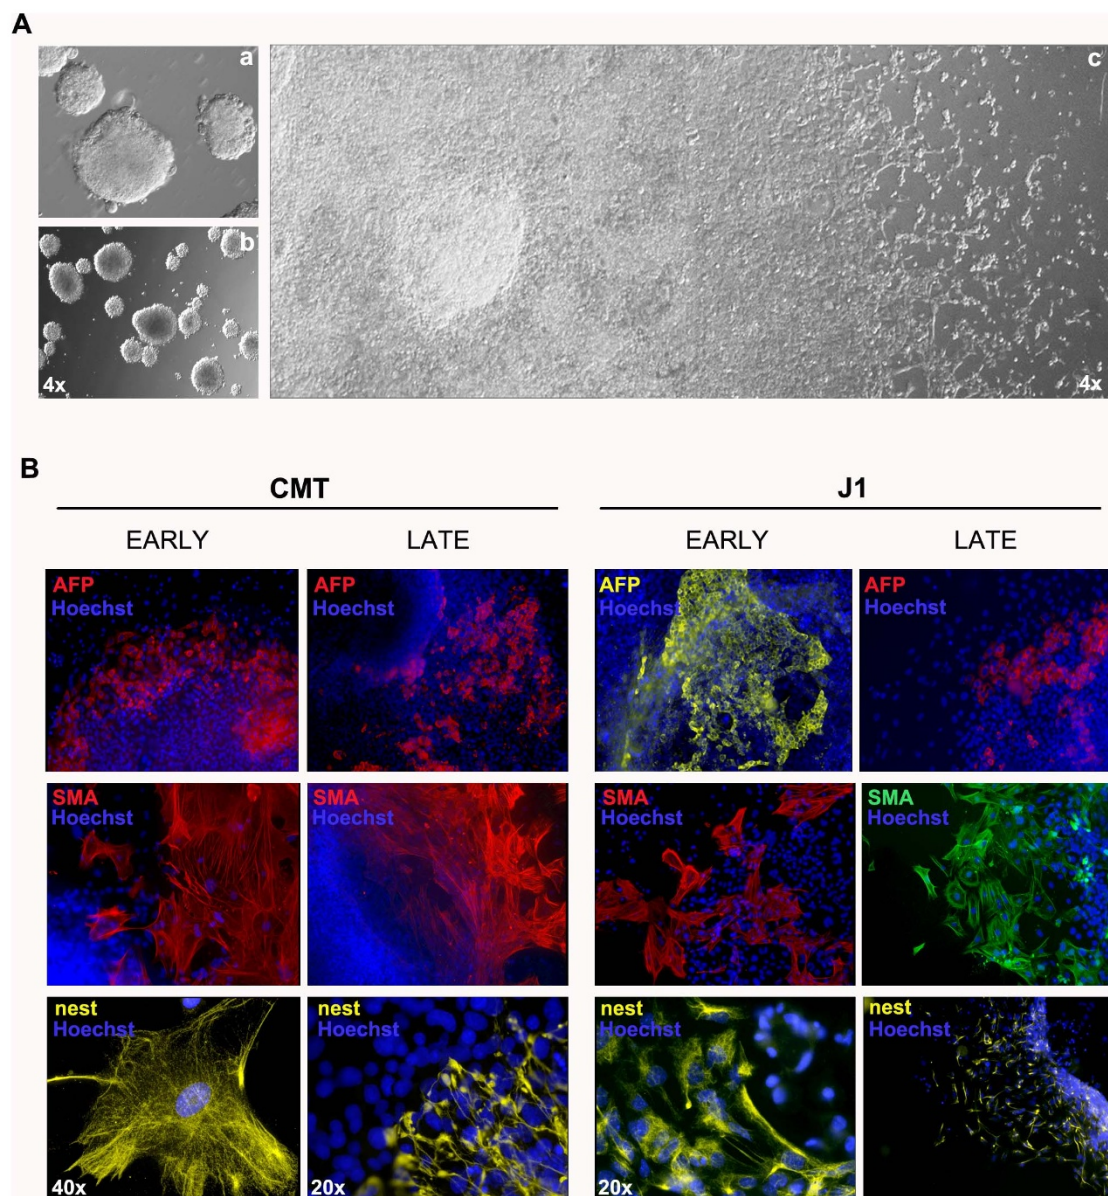 A
a
b
4x
c
4x
B
CMT
J1
EARLY
LATE
EARLY
LATE
AFP
Hoechst
AFP
Hoechst
AFP
Hoechst
AFP
Hoechst
SMA
Hoechst
SMA
Hoechst
SMA
Hoechst
SMA
Hoechst
nest
Hoechst
40x
nest
Hoechst
20x
nest
Hoechst
20x
nest
Hoechst